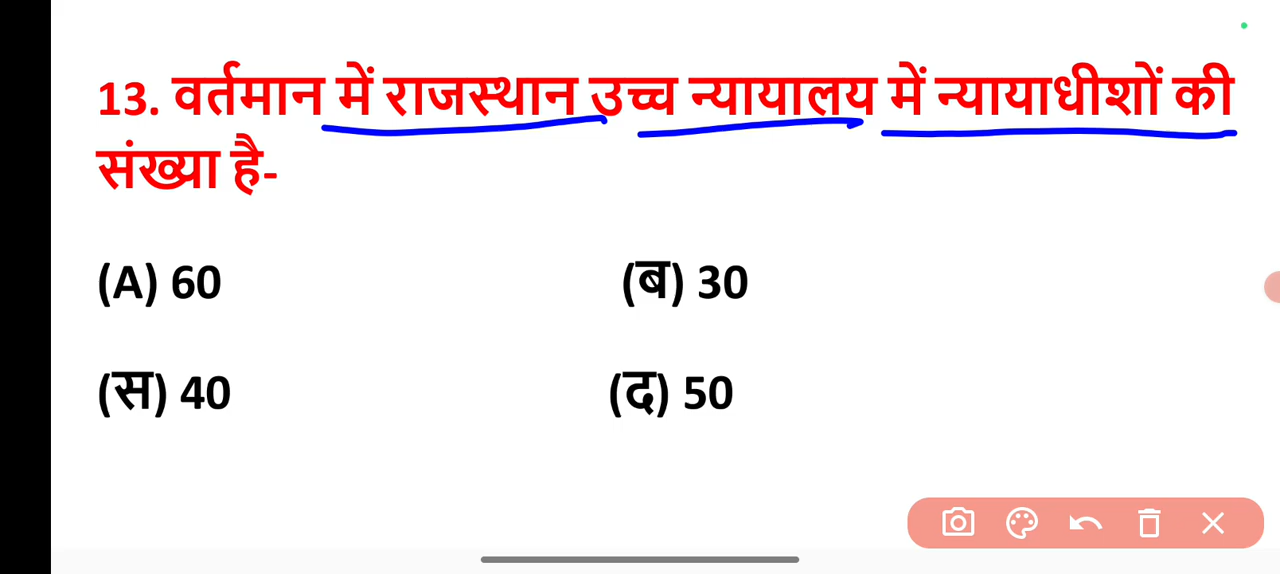 13. वर्तमान में राजस्थान उच्च न्यायालय में न्यायाधीशों की
संख्या है-
(A) 60 (ब) 30
(स) 40 (द) 50